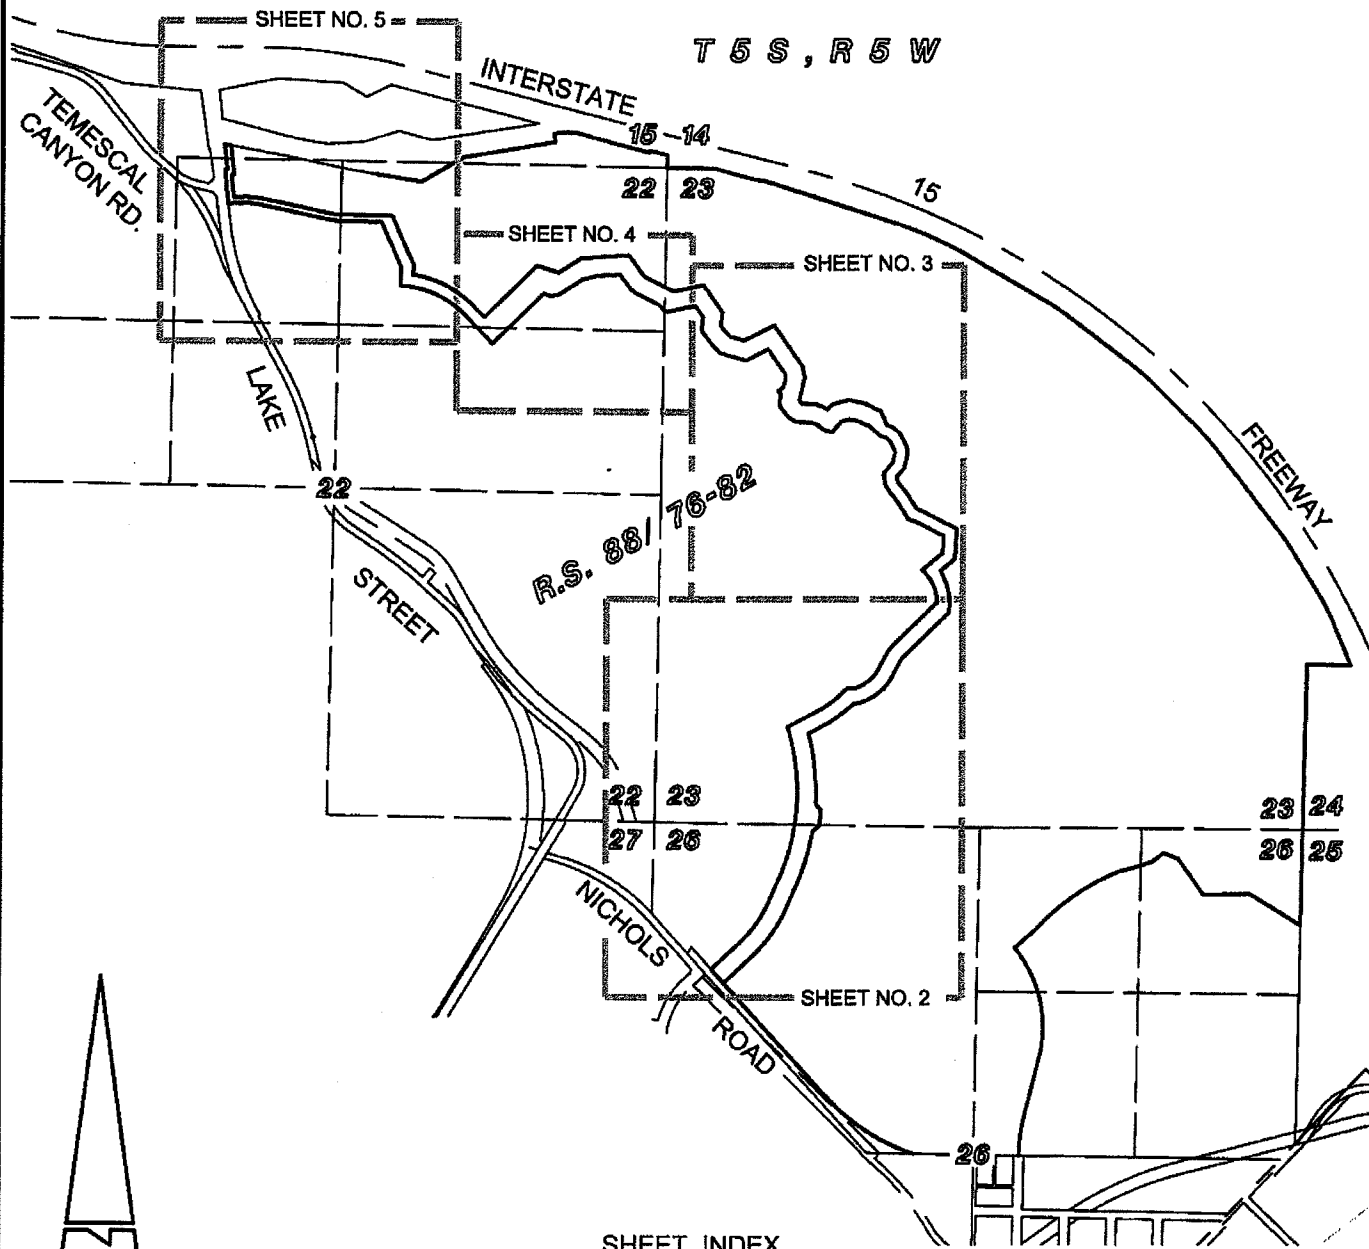 SHEET NO. 5
T 5 S , R 5 W
INTERSTATE
TEMESCAL
CANYON RD.
15 14
22 23
15
SHEET NO. 4
SHEET NO. 3
LAKE
FREEWAY
22
R.S. 88/ 76-82
STREET
22 23
27 26
23 24
26 25
NICHOLS
SHEET NO. 2
ROAD
26
SHEET INDEX